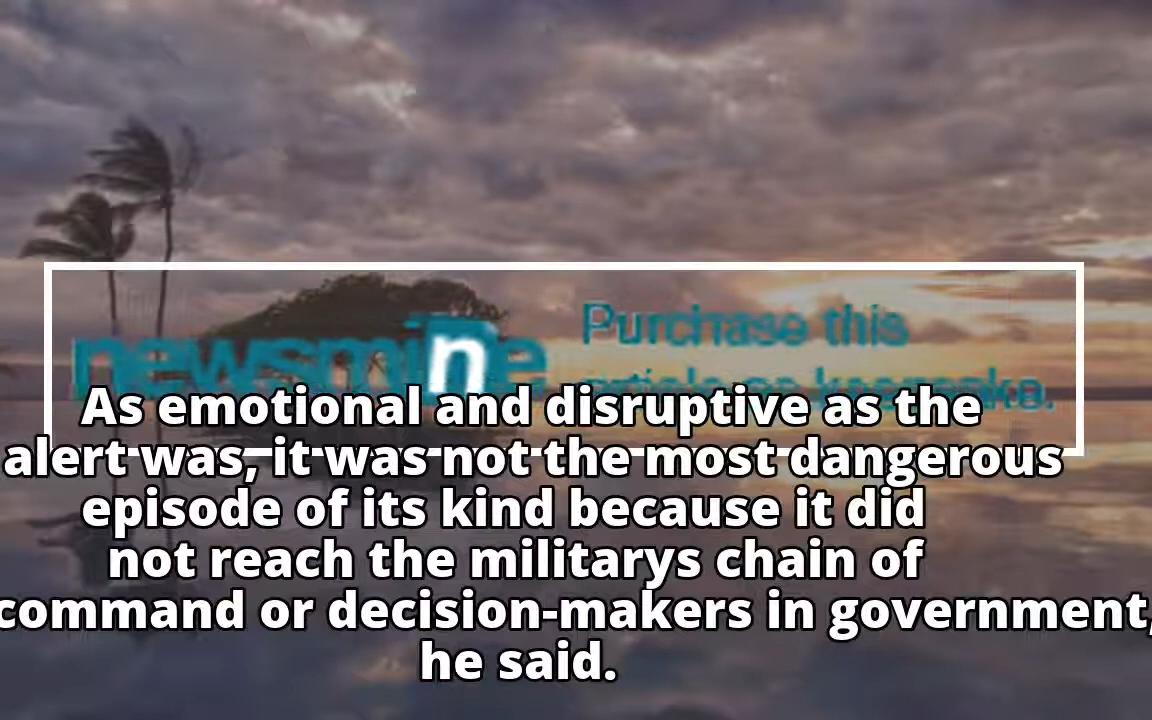 newsmine
Purchase this
As emotional and disruptive as the
alert was, it was not the most dangerous
episode of its kind because it did
not reach the militarys chain of
command or decision-makers in government,
he said.